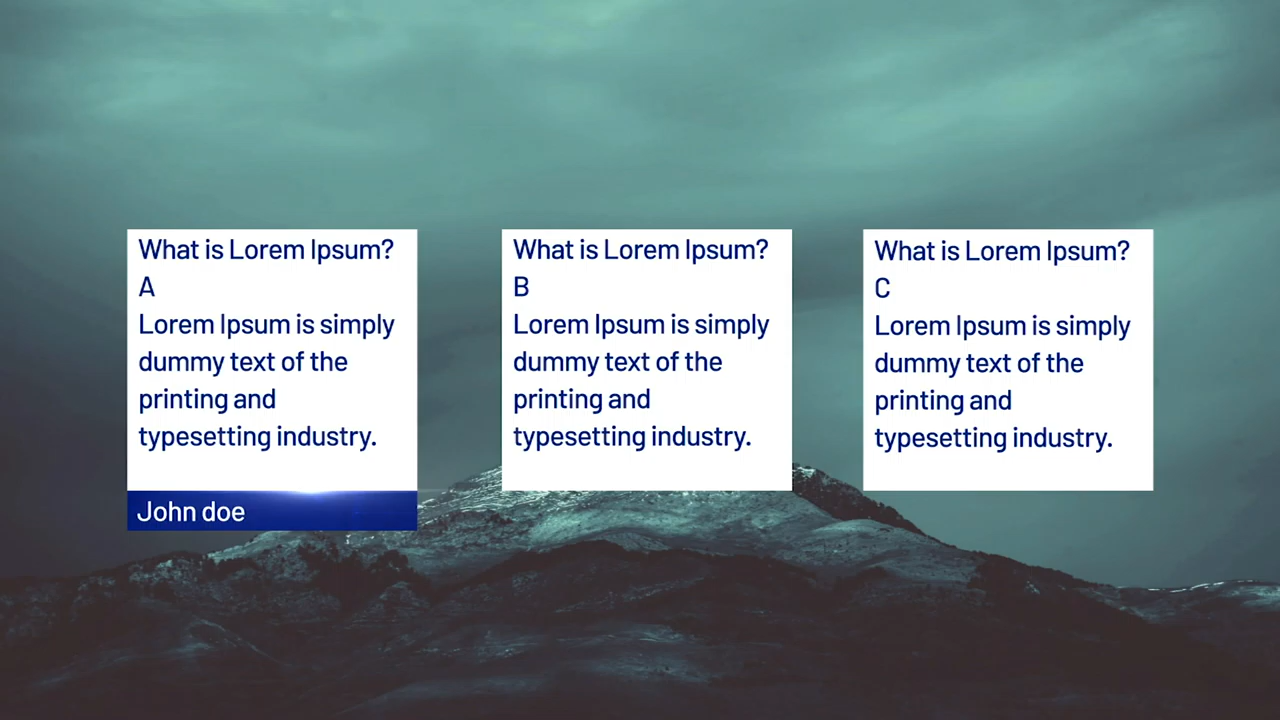 What is Lorem Ipsum?
A
Lorem Ipsum is simply
dummy text of the
printing and
typesetting industry.
John doe
What is Lorem Ipsum?
B
Lorem Ipsum is simply
dummy text of the
printing and
typesetting industry.
What is Lorem Ipsum?
C
Lorem Ipsum is simply
dummy text of the
printing and
typesetting industry.